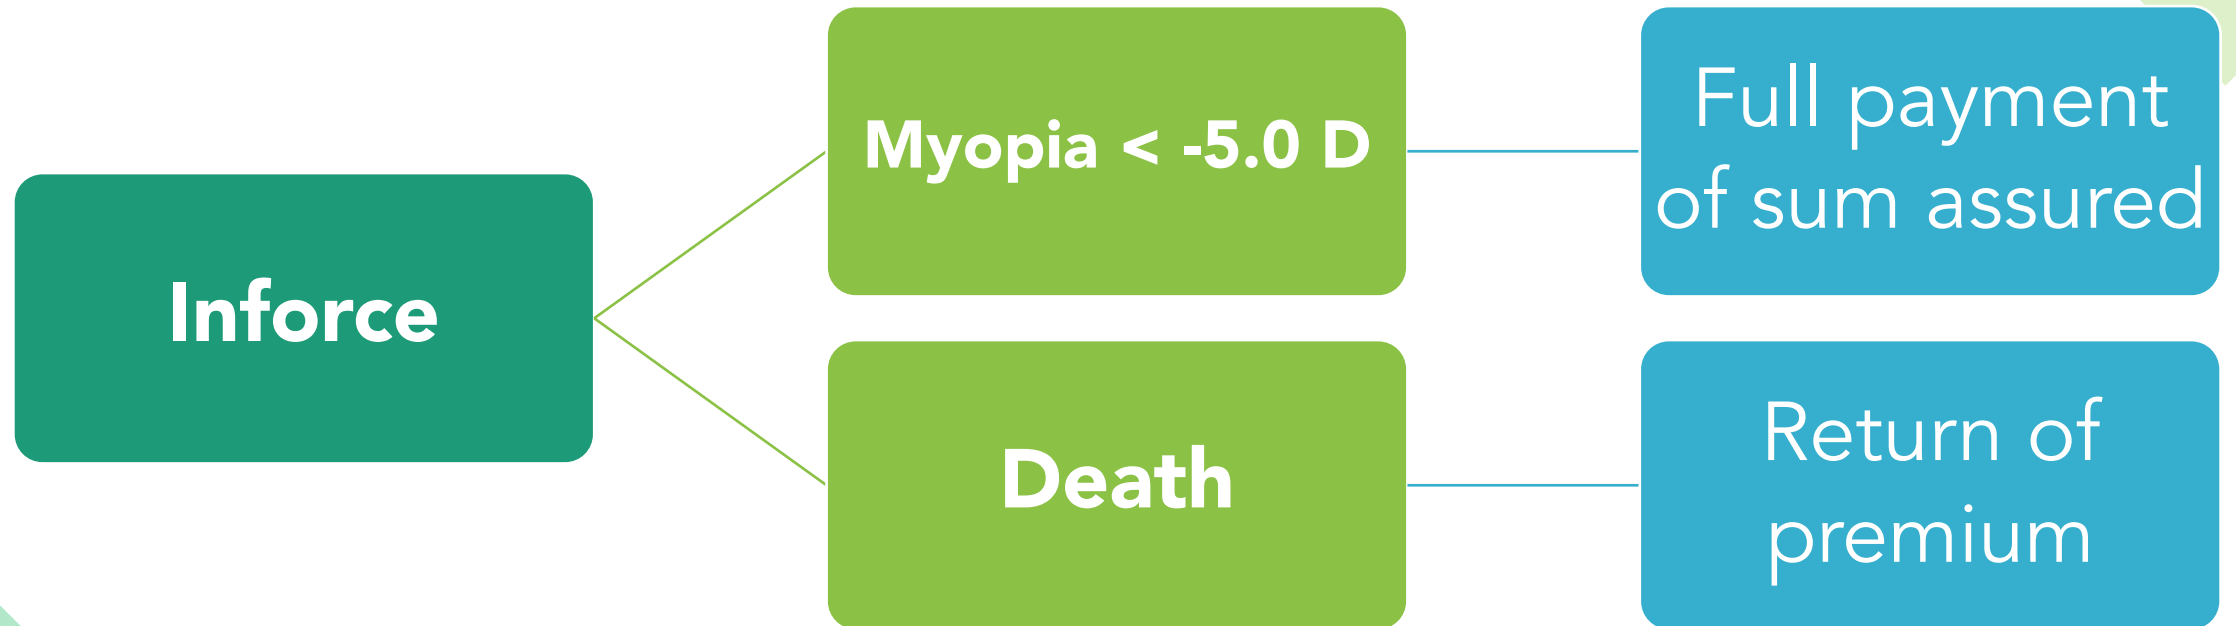 Inforce
Myopia < -5.0 D
Full payment
of sum assured
Death
Return of
premium